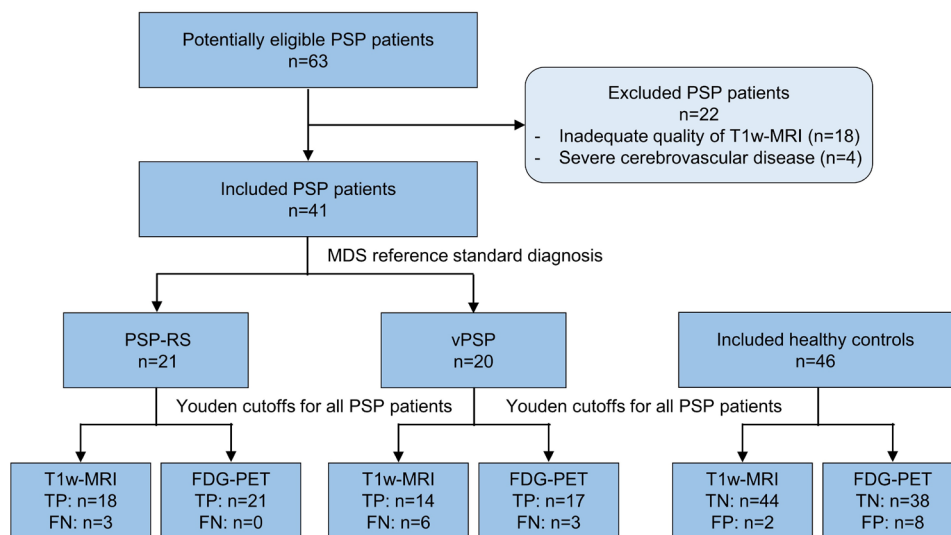 Potentially eligible PSP patients
n=63
Excluded PSP patients
n=22
- Inadequate quality of T1w-MRI (n=18)
- Severe cerebrovascular disease (n=4)
Included PSP patients
n=41
MDS reference standard diagnosis
PSP-RS
n=21
vPSP
n=20
Included healthy controls
n=46
Youden cutoffs for all PSP patients
Youden cutoffs for all PSP patients
T1w-MRI
TP: n=18
FN: n=3
FDG-PET
TP: n=21
FN: n=0
T1w-MRI
TP: n=14
FN: n=6
FDG-PET
TP: n=17
FN: n=3
T1w-MRI
TN: n=44
FP: n=2
FDG-PET
TN: n=38
FP: n=8